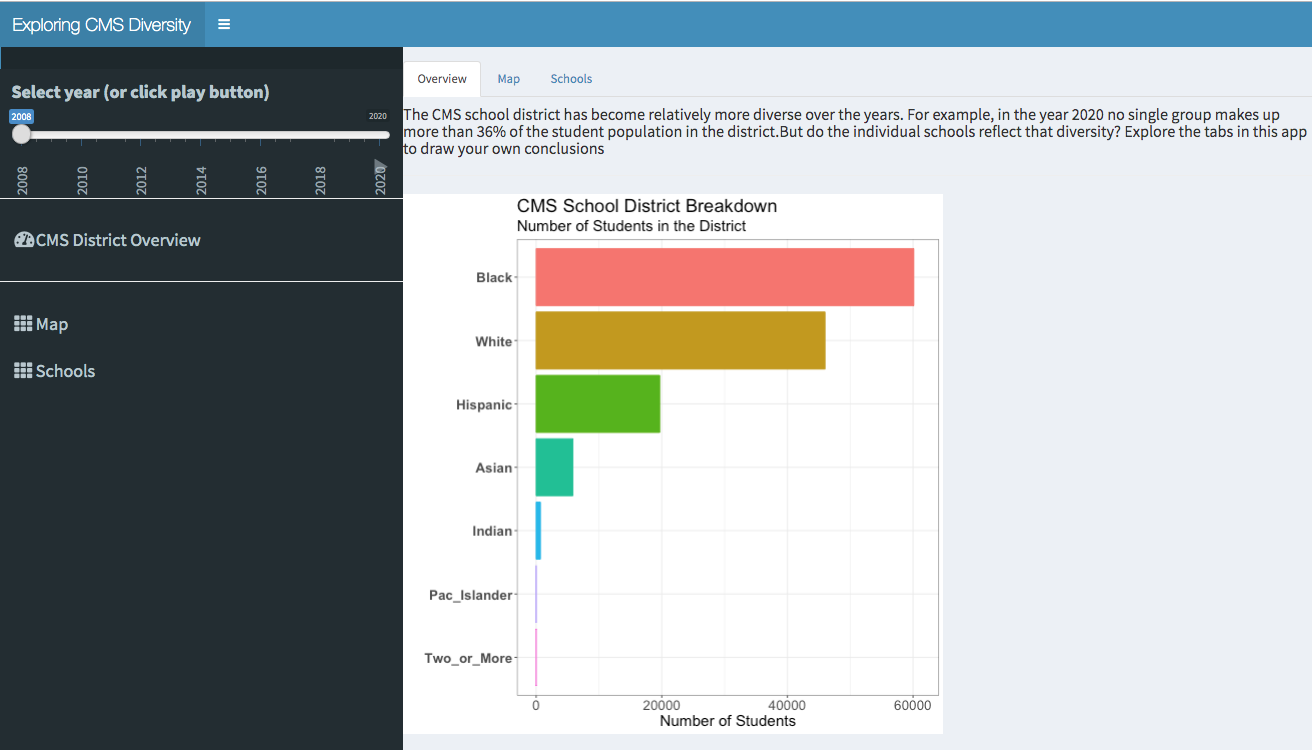 Exploring CMS Diversity
Select year (or click play button)
2008
2020
2008 2010 2012 2014 2016 2018 2020
CMS District Overview
Map
Schools
Overview Map Schools
The CMS school district has become relatively more diverse over the years. For example, in the year 2020 no single group makes up
more than 36% of the student population in the district.But do the individual schools reflect that diversity? Explore the tabs in this app
to draw your own conclusions
CMS School District Breakdown
Number of Students in the District
Black
White
Hispanic
Asian
Indian
Pac_Islander
Two_or_More
0 20000 40000 60000
Number of Students